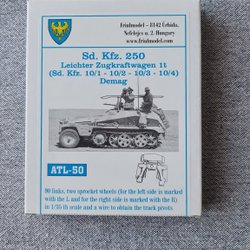 Friulmodel - 8142 Úrhida,
Nefelejcs u. 2. Hungary
friulmodel.com
Sd. Kfz. 250
Leichter Zugkraftwagen 1t
(Sd. Kfz. 10/1 - 10/2 - 10/3 - 10/4)
Demag
ATL-50
90 links, two sprocket wheels (for the left side is marked
with the L and for the right side is marked with the R)
in 1/35 th scale and a wire to obtain the track pivots.